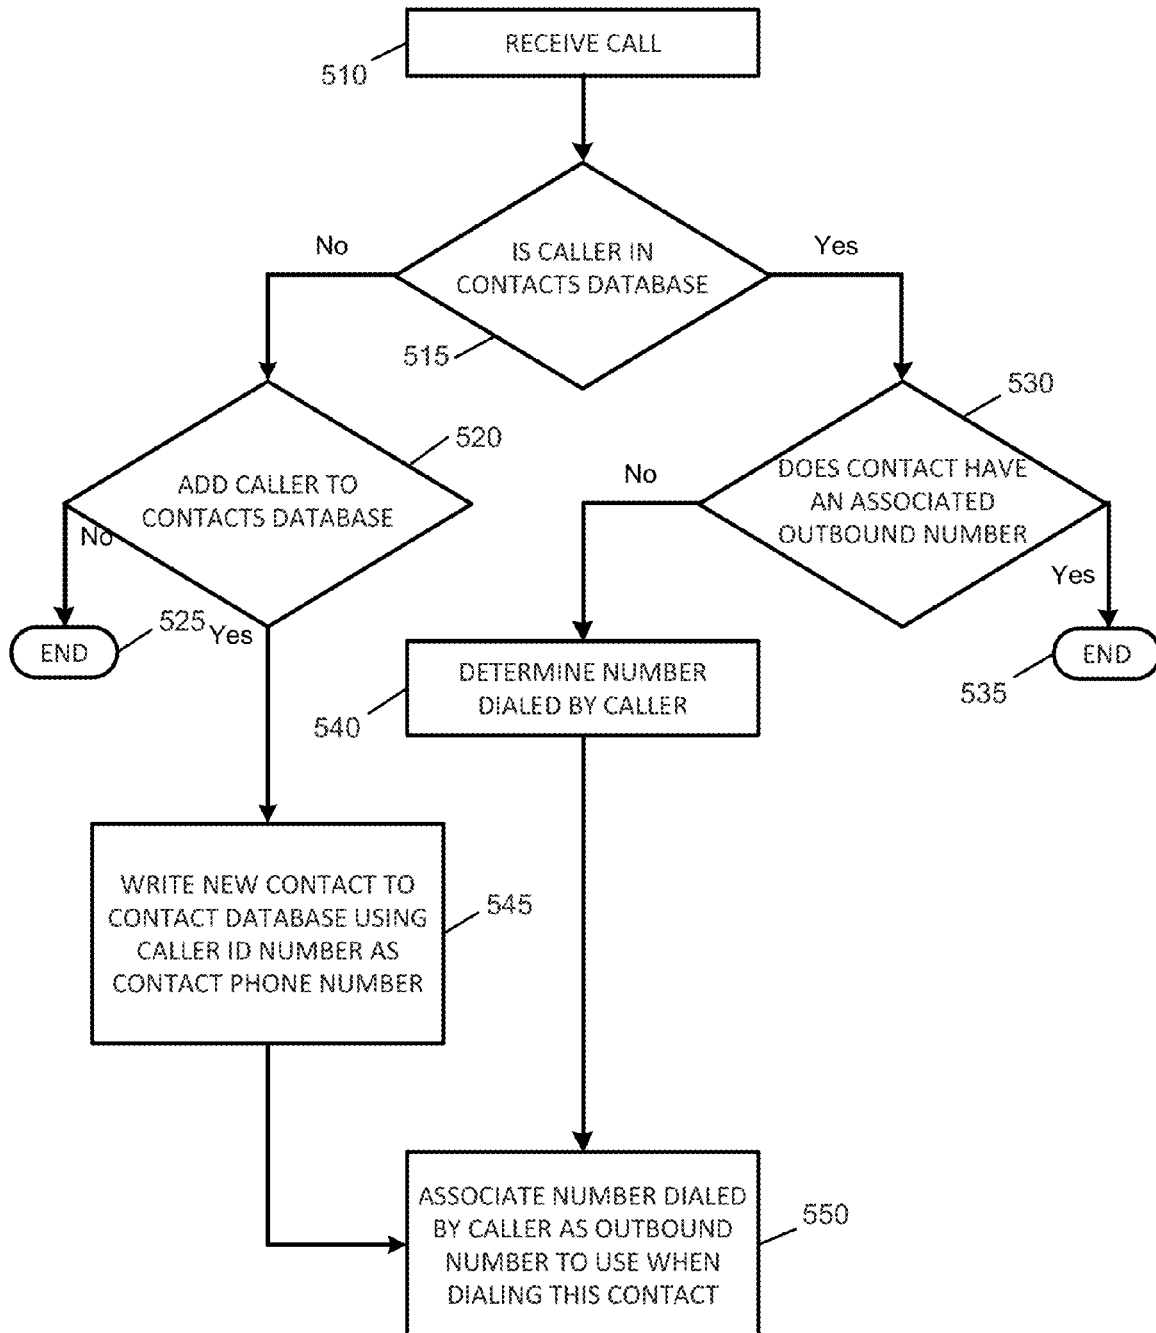 RECEIVE CALL
510
IS CALLER IN
CONTACTS DATABASE
No
Yes
515
530
520
ADD CALLER TO
CONTACTS DATABASE
No
Yes
DOES CONTACT HAVE
AN ASSOCIATED
OUTBOUND NUMBER
No
Yes
END
525
END
535
DETERMINE NUMBER
DIALED BY CALLER
540
WRITE NEW CONTACT TO
CONTACT DATABASE USING
CALLER ID NUMBER AS
CONTACT PHONE NUMBER
545
ASSOCIATE NUMBER DIALED
BY CALLER AS OUTBOUND
NUMBER TO USE WHEN
DIALING THIS CONTACT
550